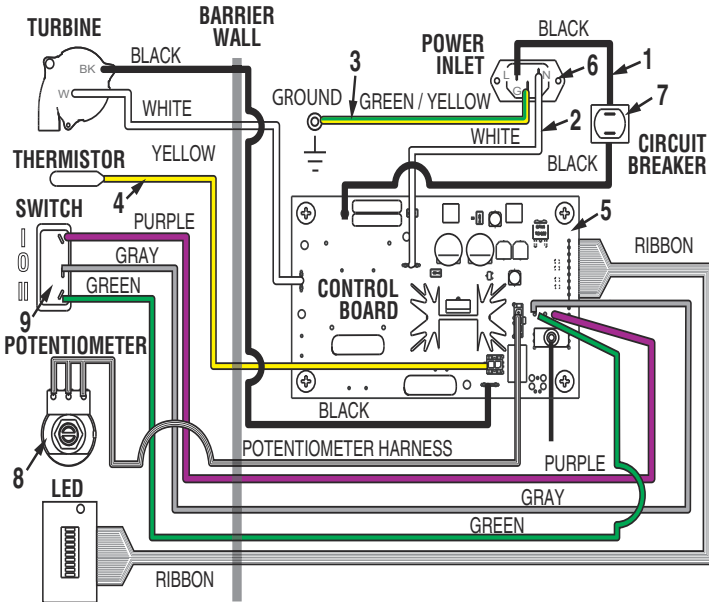 TURBINE
BK
W
BARRIER
WALL
BLACK
WHITE
POWER
INLET
BLACK
L
N
G
1
6
3
7
GROUND
GREEN / YELLOW
2
WHITE
CIRCUIT
BREAKER
BLACK
THERMISTOR
YELLOW
4
SWITCH
I
O
II
9
PURPLE
GRAY
GREEN
5
RIBBON
CONTROL
BOARD
POTENTIOMETER
8
BLACK
POTENTIOMETER HARNESS
PURPLE
GRAY
GREEN
LED
RIBBON